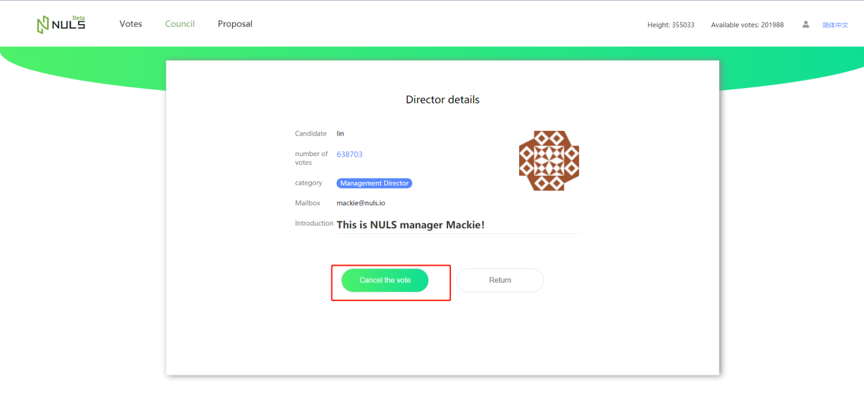 NULS Beta Votes Council Proposal Height: 355033 Available votes: 201988 简体中文
Director details
Candidate lin
number of votes 638703
category Management Director
Mailbox mackie@nuls.io
Introduction This is NULS manager Mackie!
Cancel the vote Return